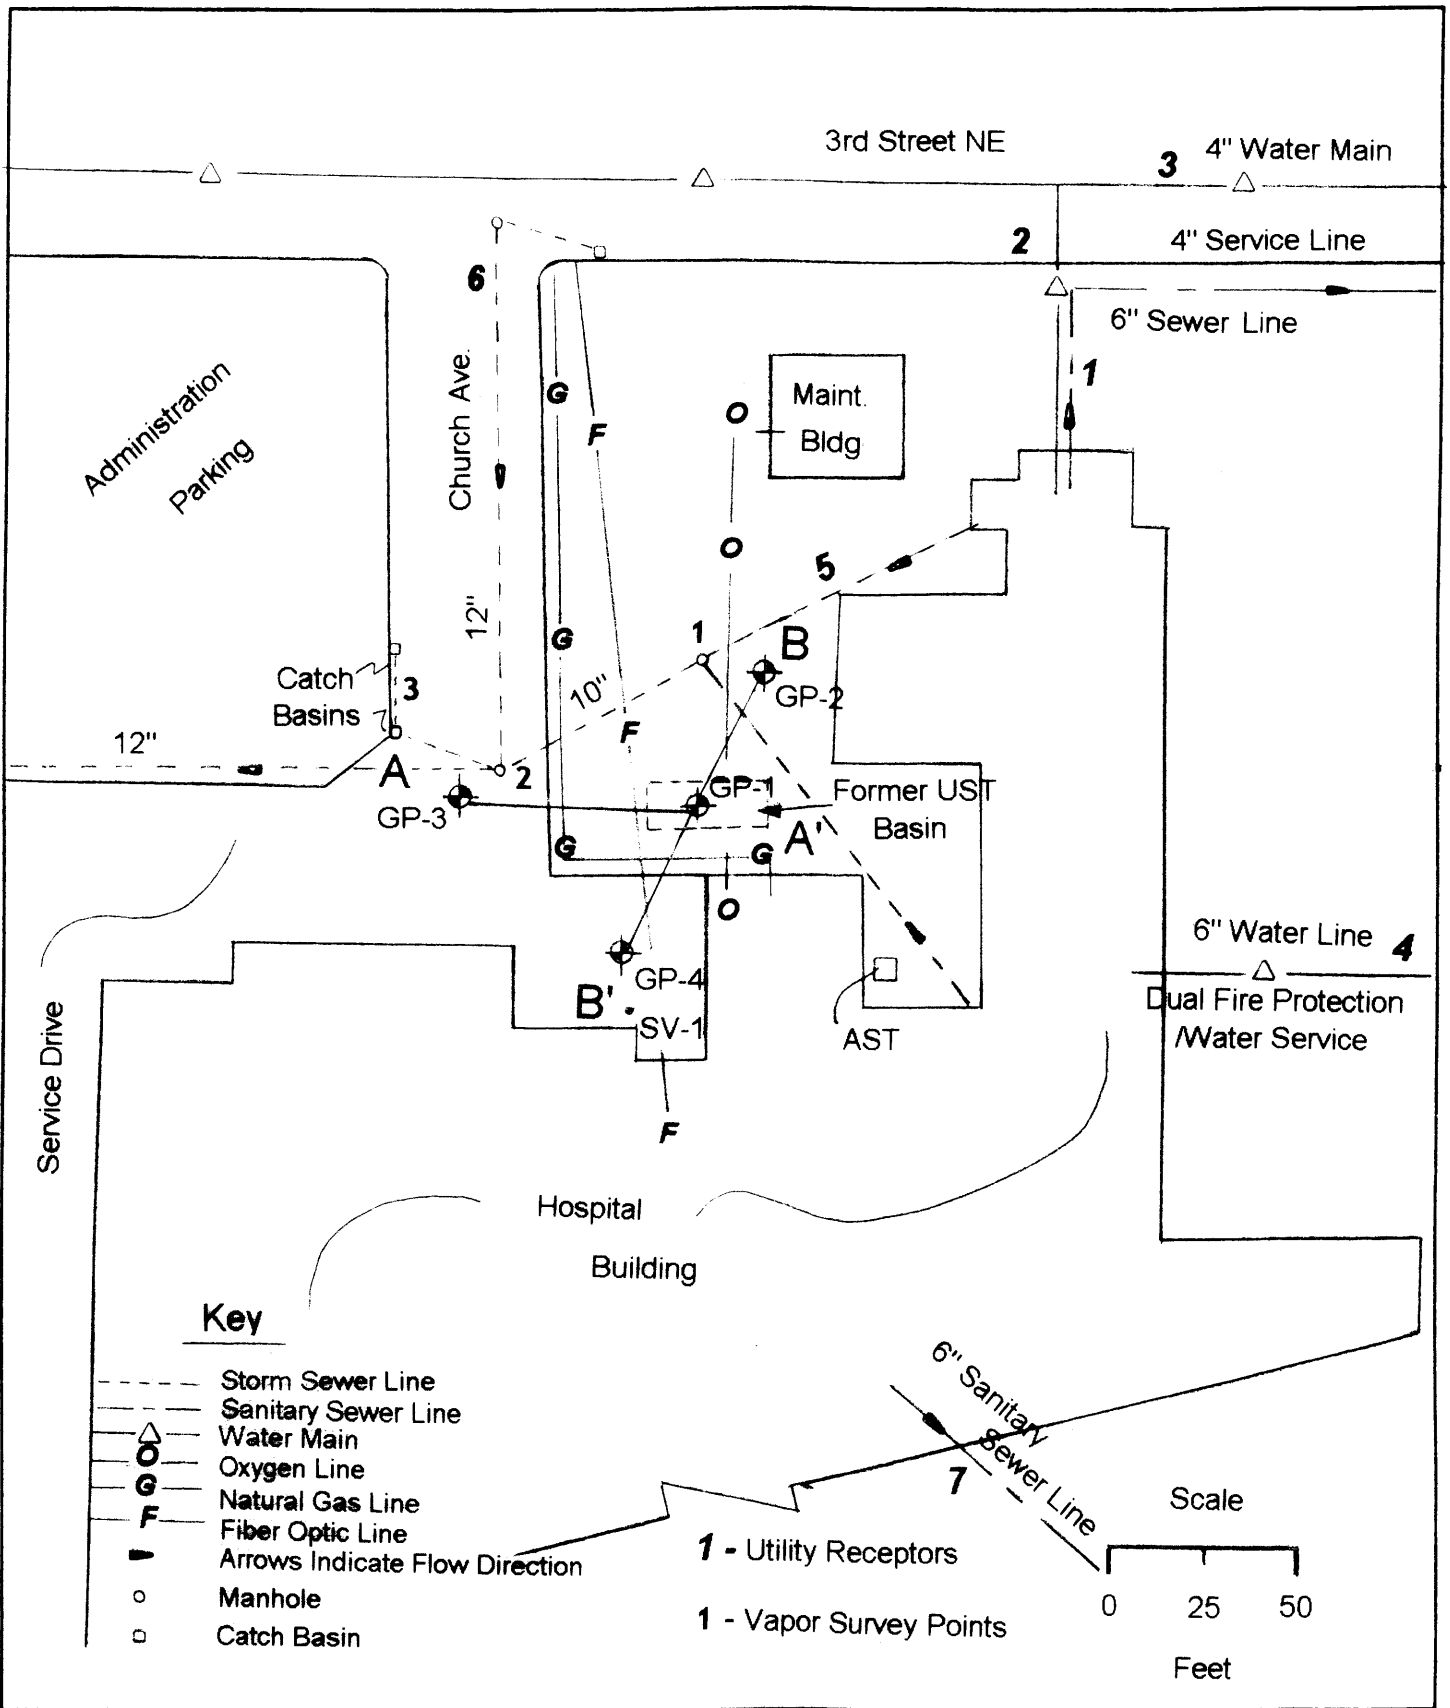 3rd Street NE
3
4" Water Main
2
4" Service Line
6
6" Sewer Line
1
Church Ave.
G
F
O
Maint.
Bldg
Administration
Parking
O
5
12"
G
1
B
Catch
Basins
3
10"
GP-2
F
12"
A
2
GP-3
GP-1
Former UST
Basin
A'
G
G
O
6" Water Line
4
GP-4
B'
SV-1
AST
Dual Fire Protection
/Water Service
Service Drive
F
Hospital
Building
Key
Storm Sewer Line
Sanitary Sewer Line
Water Main
O
Oxygen Line
G
Natural Gas Line
F
Fiber Optic Line
Arrows Indicate Flow Direction
Manhole
Catch Basin
6" Sanitary
Sewer Line
7
1 - Utility Receptors
1 - Vapor Survey Points
Scale
0 25 50
Feet